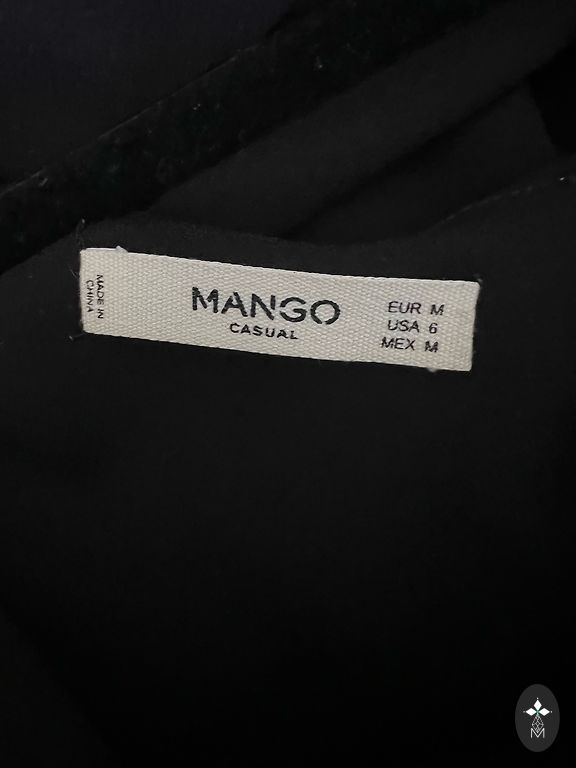 MADE IN
CHINA
MANGO
CASUAL
EUR M
USA 6
MEX M